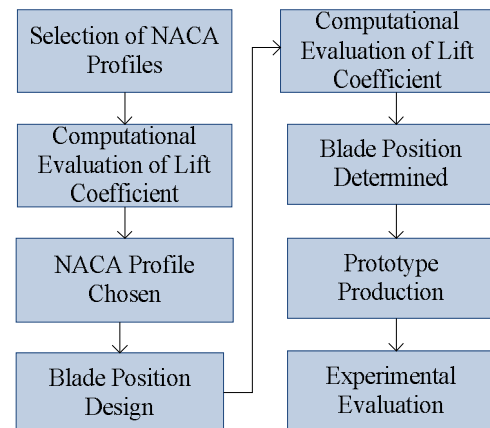 Selection of NACA
Profiles
Computational
Evaluation of Lift
Coefficient
NACA Profile
Chosen
Blade Position
Design
Computational
Evaluation of Lift
Coefficient
Blade Position
Determined
Prototype
Production
Experimental
Evaluation